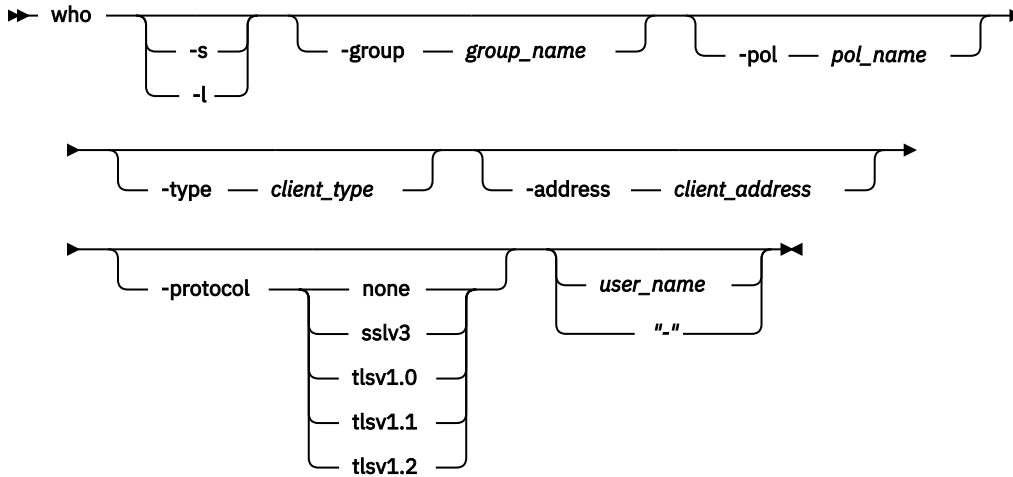 who
-s -group group_name -pol pol_name
-l
-type client_type -address client_address
-protocol none user_name
sslv3 "-"
tlsv1.0
tlsv1.1
tlsv1.2